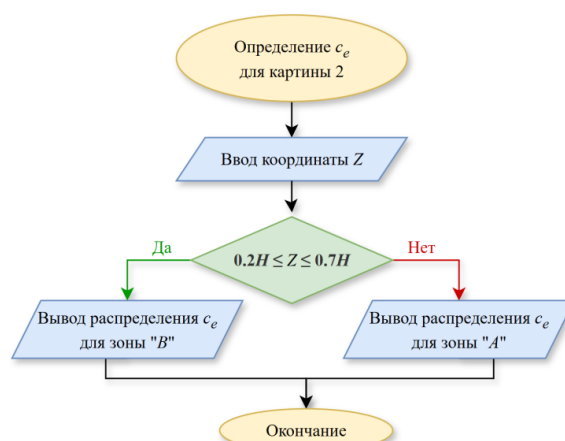 Определение c_e
для картины 2
Ввод координаты Z
0.2H ≤ Z ≤ 0.7H
Да
Нет
Вывод распределения c_e
для зоны "B"
Вывод распределения c_e
для зоны "A"
Окончание